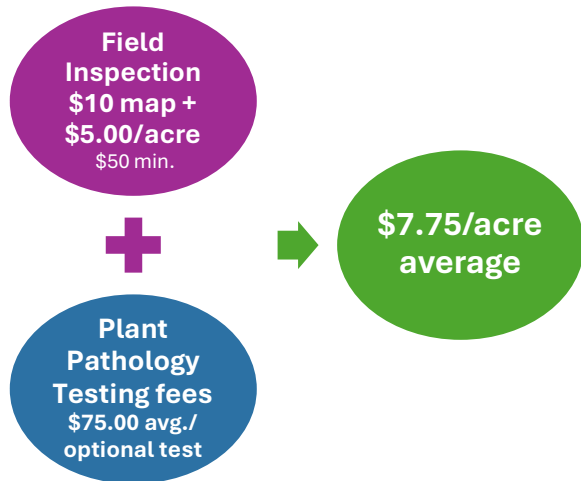 Field
Inspection
$10 map +
$5.00/acre
$50 min.
Plant
Pathology
Testing fees
$75.00 avg./
optional test
$7.75/acre
average